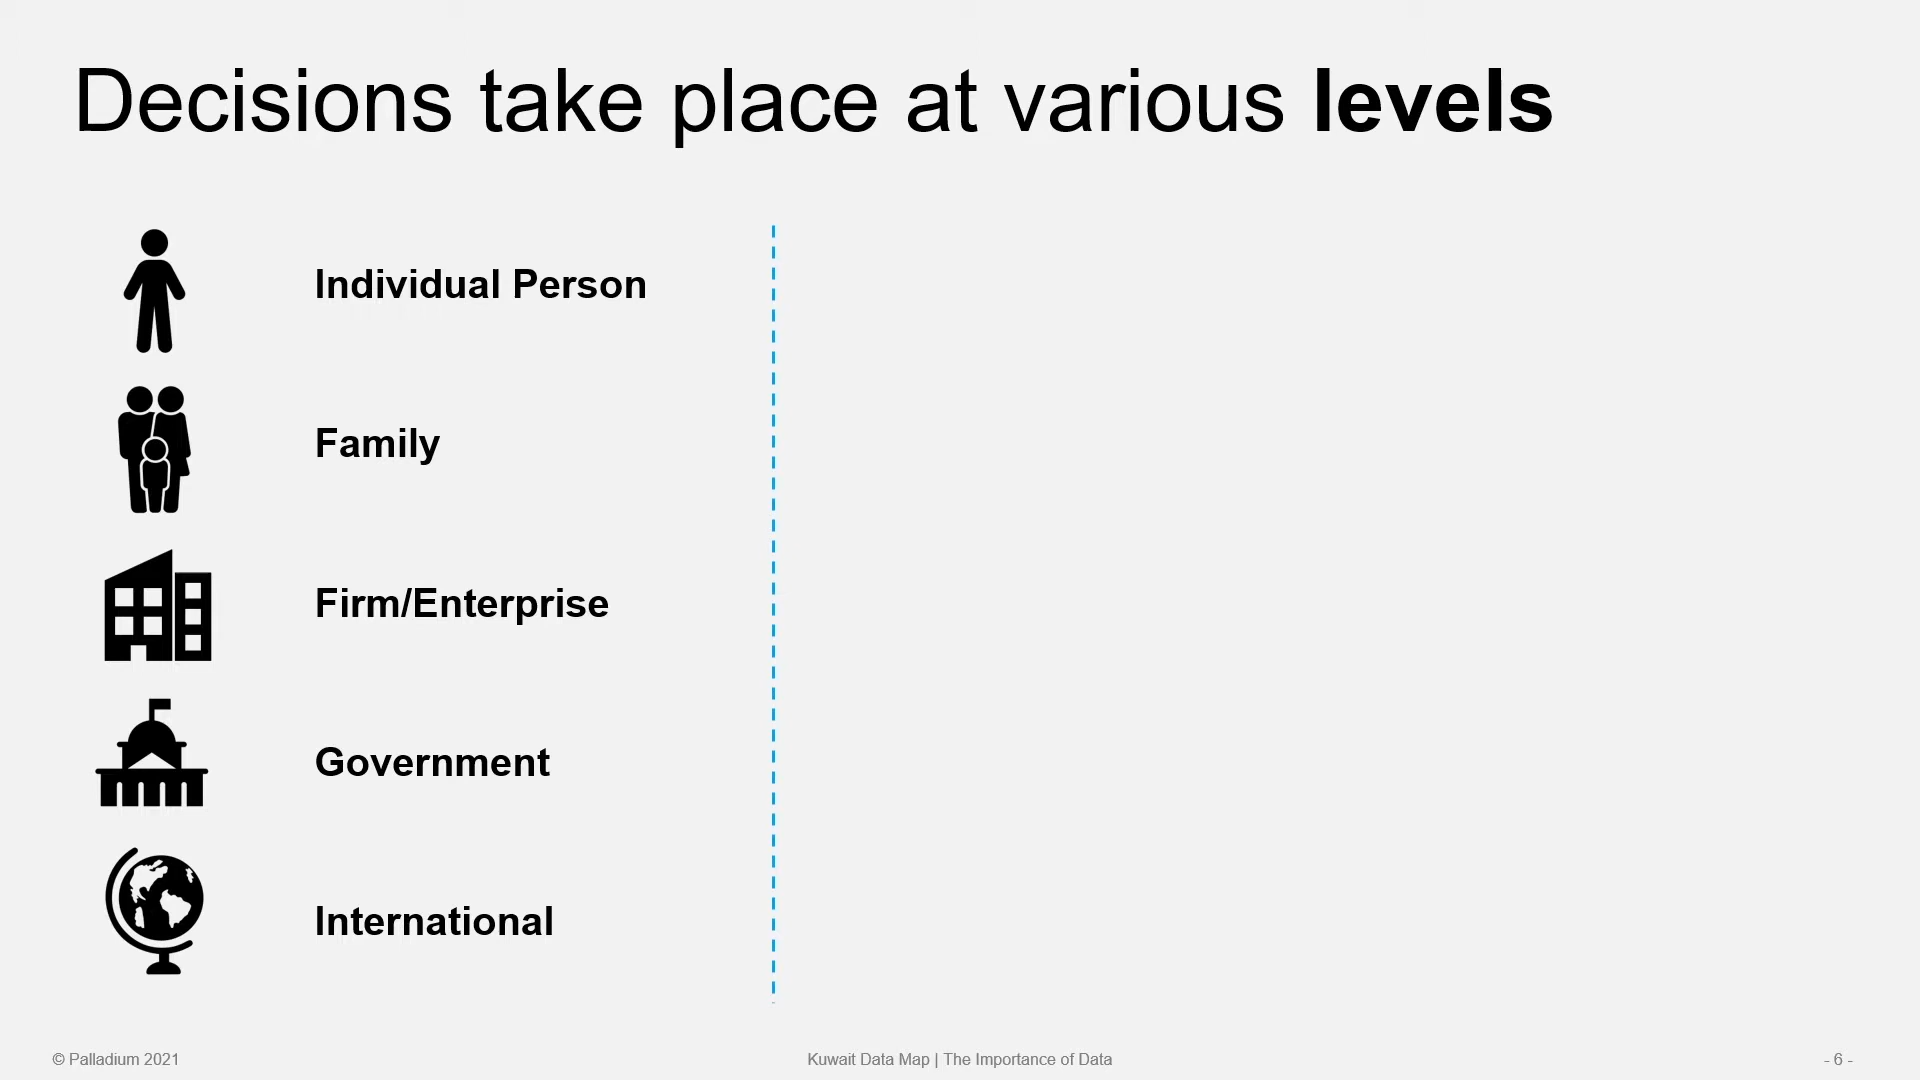 Decisions take place at various levels
Individual Person
Family
Firm/Enterprise
Government
International
© Palladium 2021
Kuwait Data Map | The Importance of Data
- 6 -